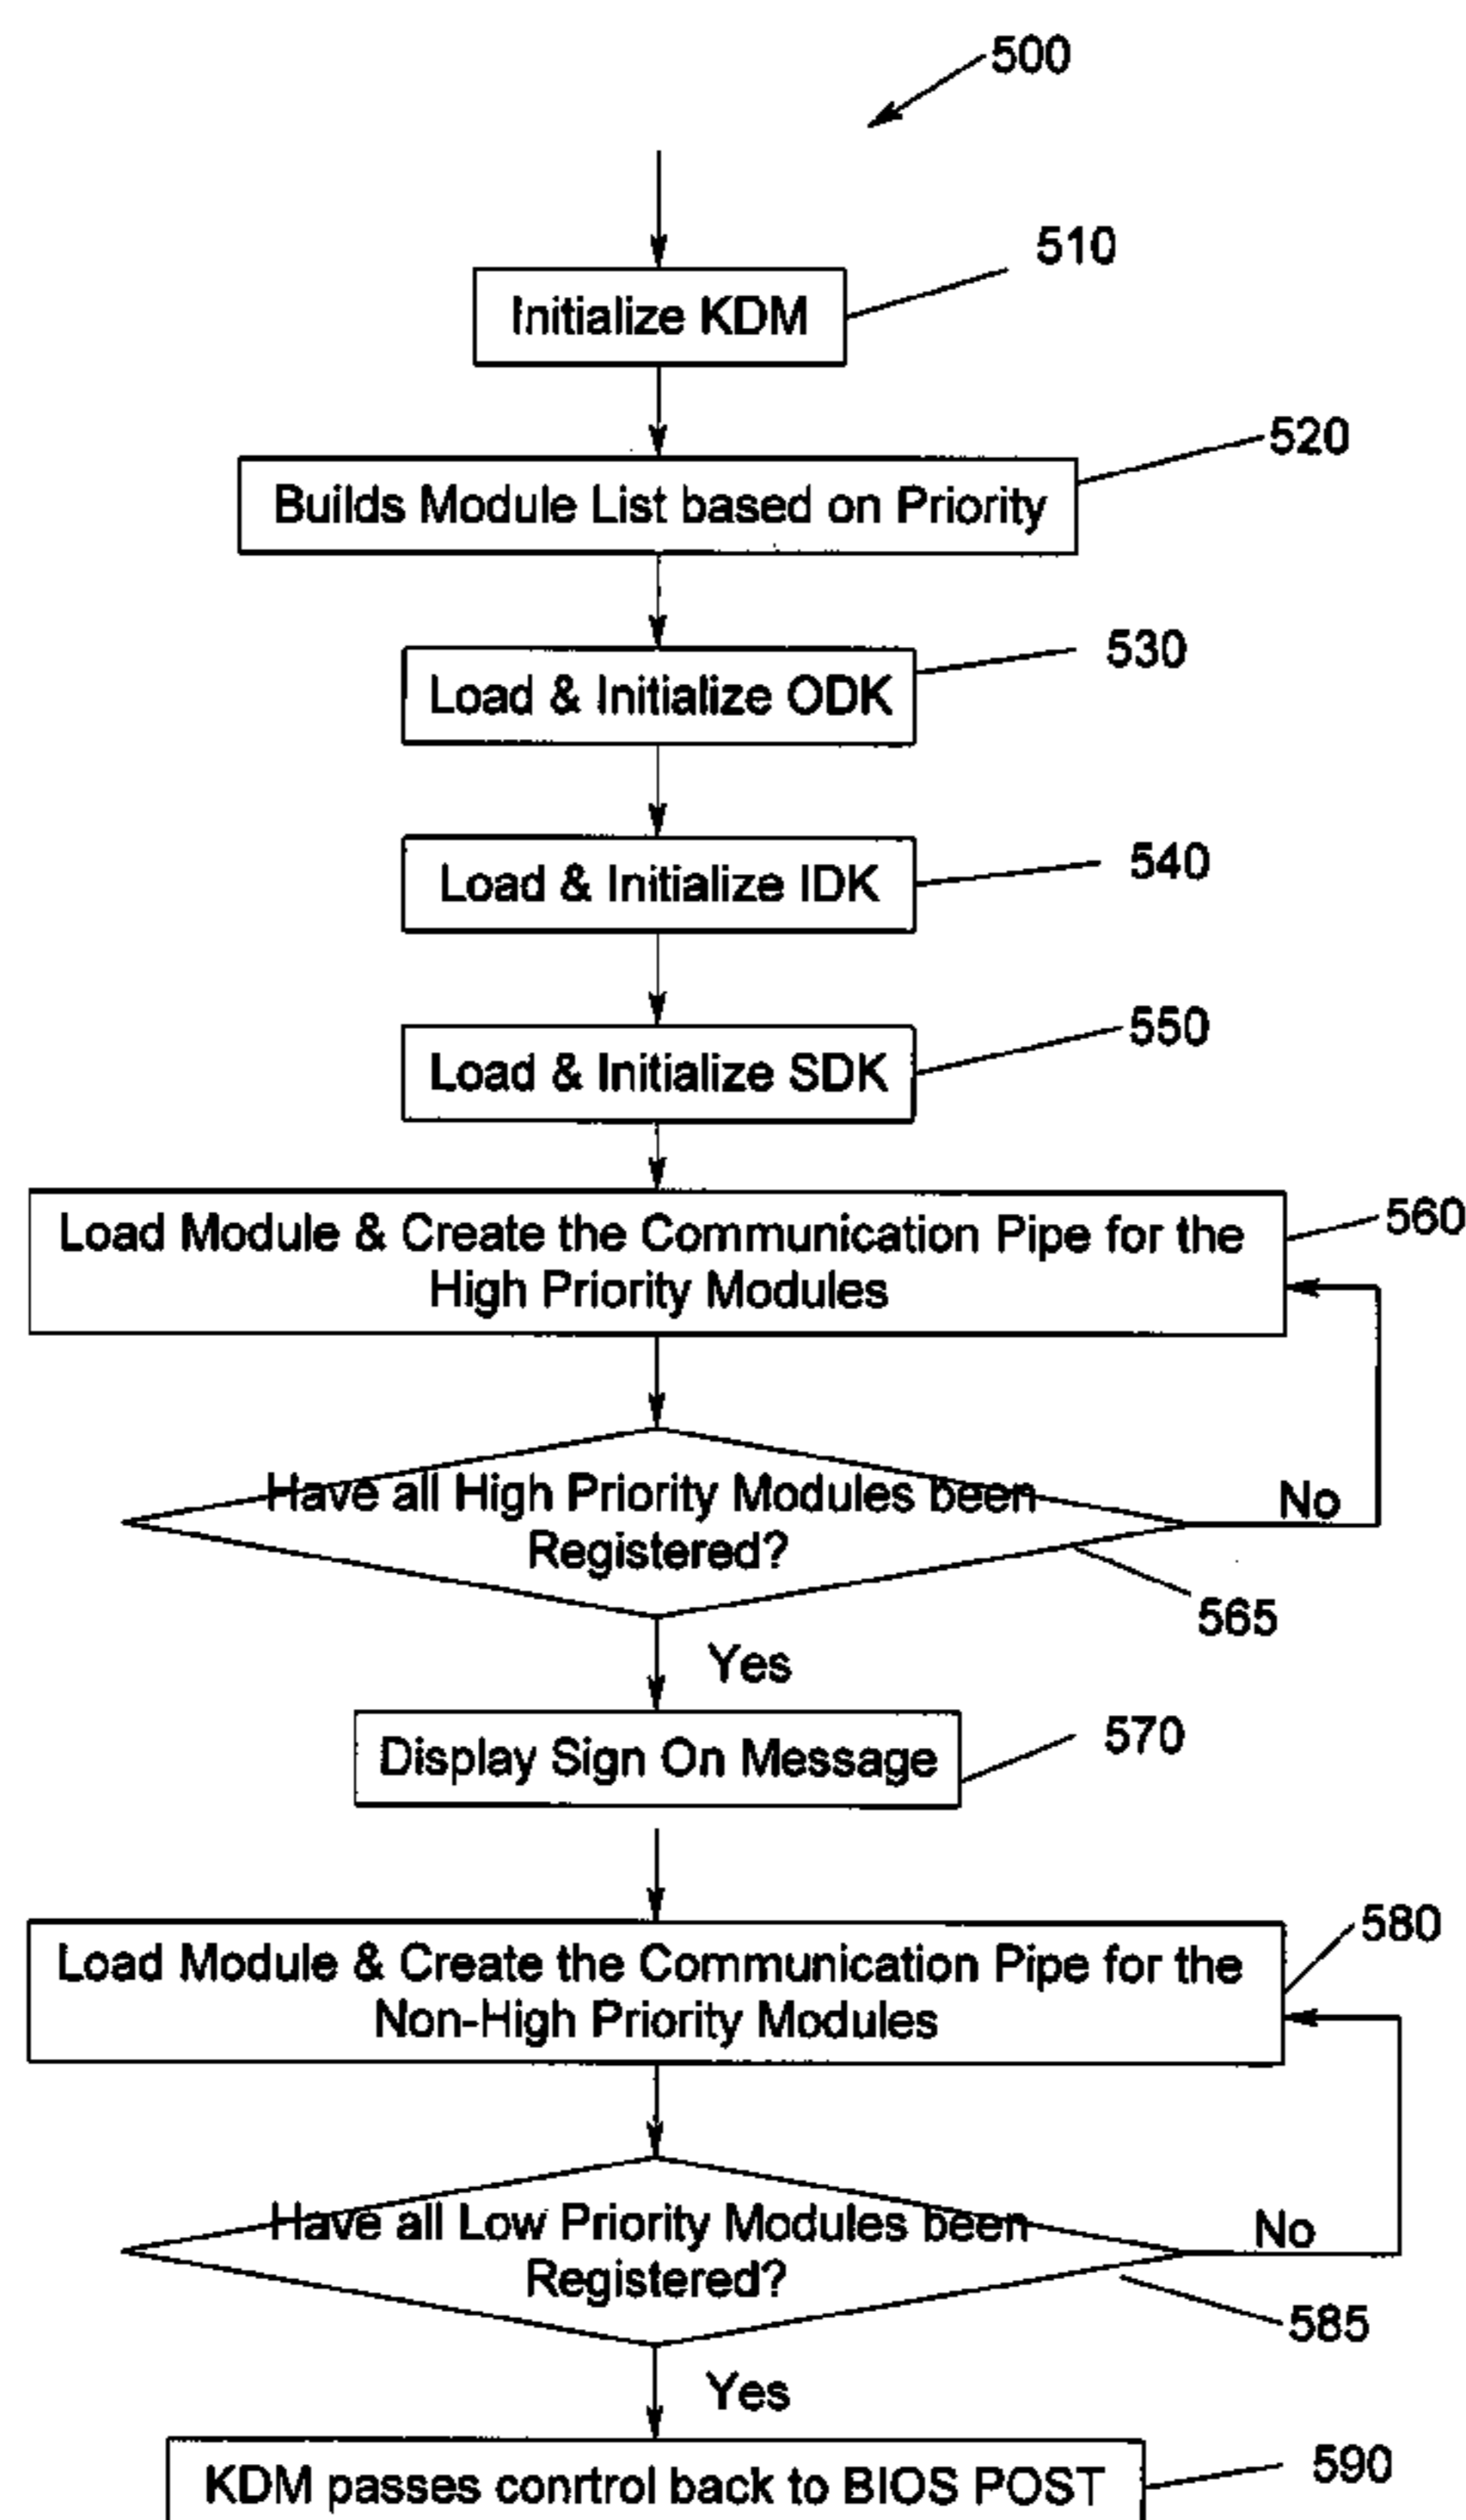 500
510
Initialize KDM
520
Builds Module List based on Priority
530
Load & Initialize ODK
540
Load & Initialize IDK
550
Load & Initialize SDK
560
Load Module & Create the Communication Pipe for the
High Priority Modules
Have all High Priority Modules been
Registered?
No
565
Yes
570
Display Sign On Message
580
Load Module & Create the Communication Pipe for the
Non-High Priority Modules
Have all Low Priority Modules been
Registered?
No
585
Yes
590
KDM passes conrtrol back to BIOS POST